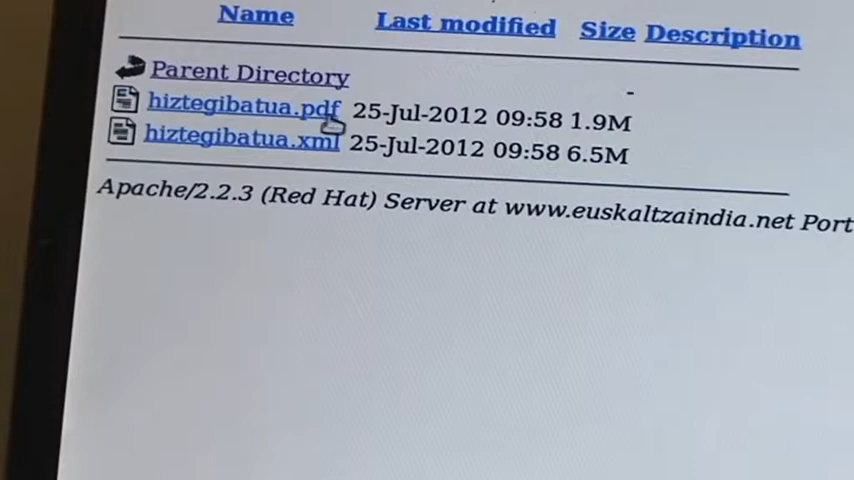 Name Last modified Size Description
Parent Directory -
hiztegibatua.pdf 25-Jul-2012 09:58 1.9M
hiztegibatua.xml 25-Jul-2012 09:58 6.5M
Apache/2.2.3 (Red Hat) Server at www.euskaltzaindia.net Port